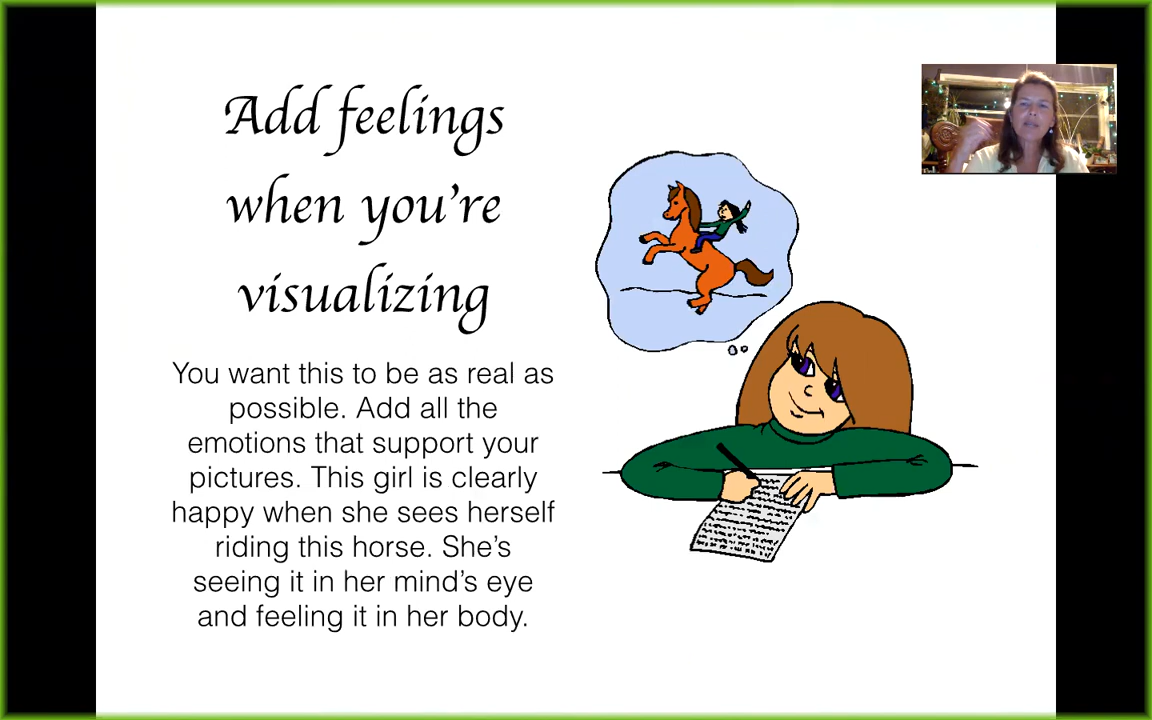 Add feelings
when you're
visualizing
You want this to be as real as
possible. Add all the
emotions that support your
pictures. This girl is clearly
happy when she sees herself
riding this horse. She's
seeing it in her mind's eye
and feeling it in her body.